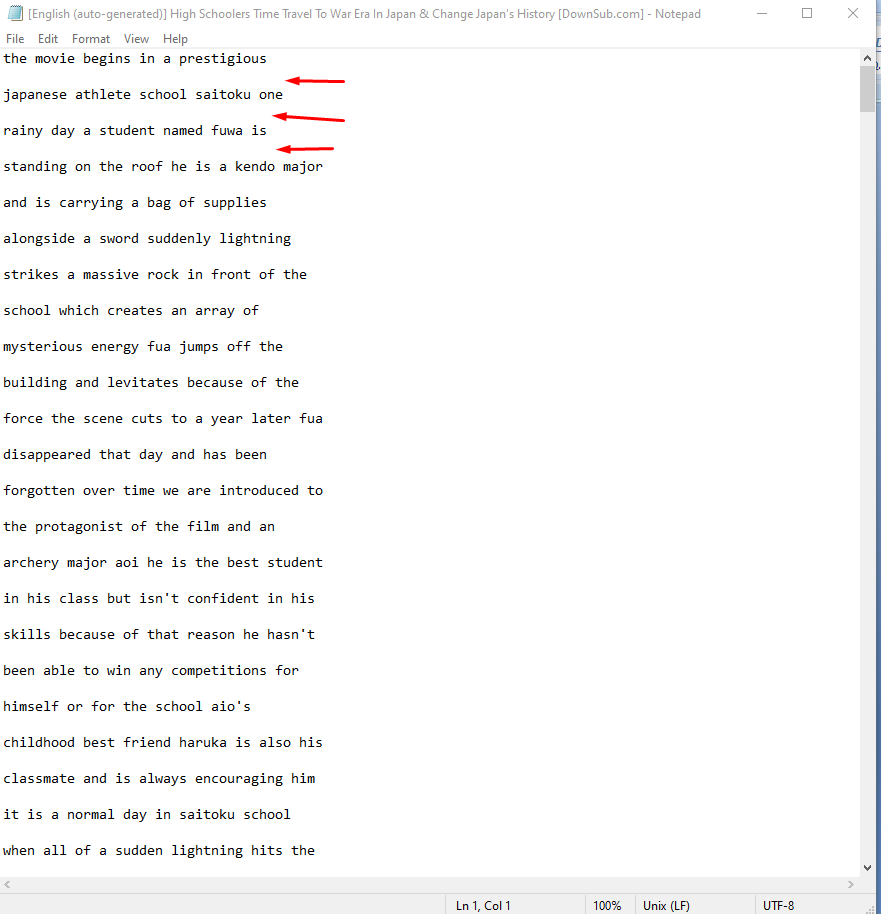 [English (auto-generated)] High Schoolers Time Travel To War Era In Japan & Change Japan's History [DownSub.com] - Notepad
File Edit Format View Help
the movie begins in a prestigious
japanese athlete school saitoku one
rainy day a student named fuwa is
standing on the roof he is a kendo major
and is carrying a bag of supplies
alongside a sword suddenly lightning
strikes a massive rock in front of the
school which creates an array of
mysterious energy fua jumps off the
building and levitates because of the
force the scene cuts to a year later fua
disappeared that day and has been
forgotten over time we are introduced to
the protagonist of the film and an
archery major aoi he is the best student
in his class but isn't confident in his
skills because of that reason he hasn't
been able to win any competitions for
himself or for the school aio's
childhood best friend haruka is also his
classmate and is always encouraging him
it is a normal day in saitoku school
when all of a sudden lightning hits the
Ln 1, Col 1 100% Unix (LF) UTF-8